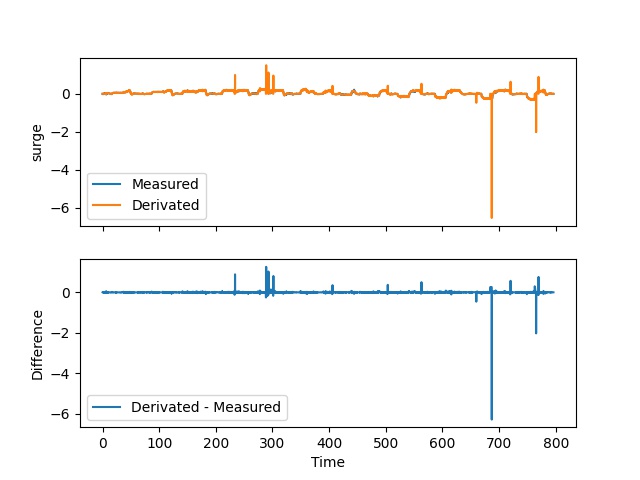 surge
0
−2
−4
−6
Measured
Derivated
Difference
0
−2
−4
−6
Derivated - Measured
0 100 200 300 400 500 600 700 800
Time